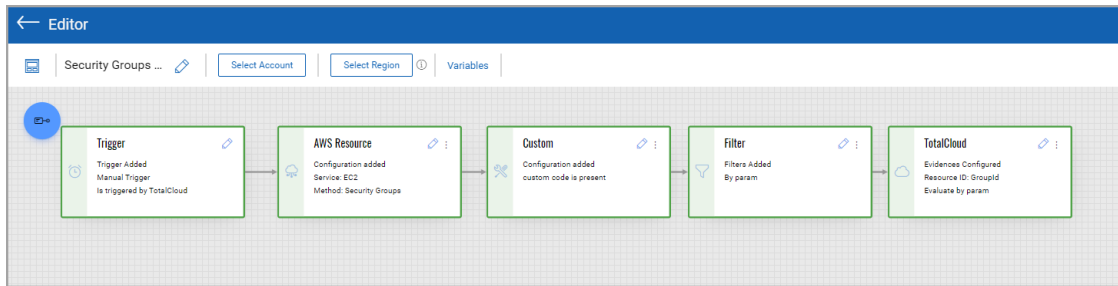 Editor
Security Groups ...
Select Account
Select Region
Variables
Trigger
Trigger Added
Manual Trigger
Is triggered by TotalCloud
AWS Resource
Configuration added
Service: EC2
Method: Security Groups
Custom
Configuration added
custom code is present
Filter
Filters Added
By param
TotalCloud
Evidences Configured
Resource ID: GroupId
Evaluate by param